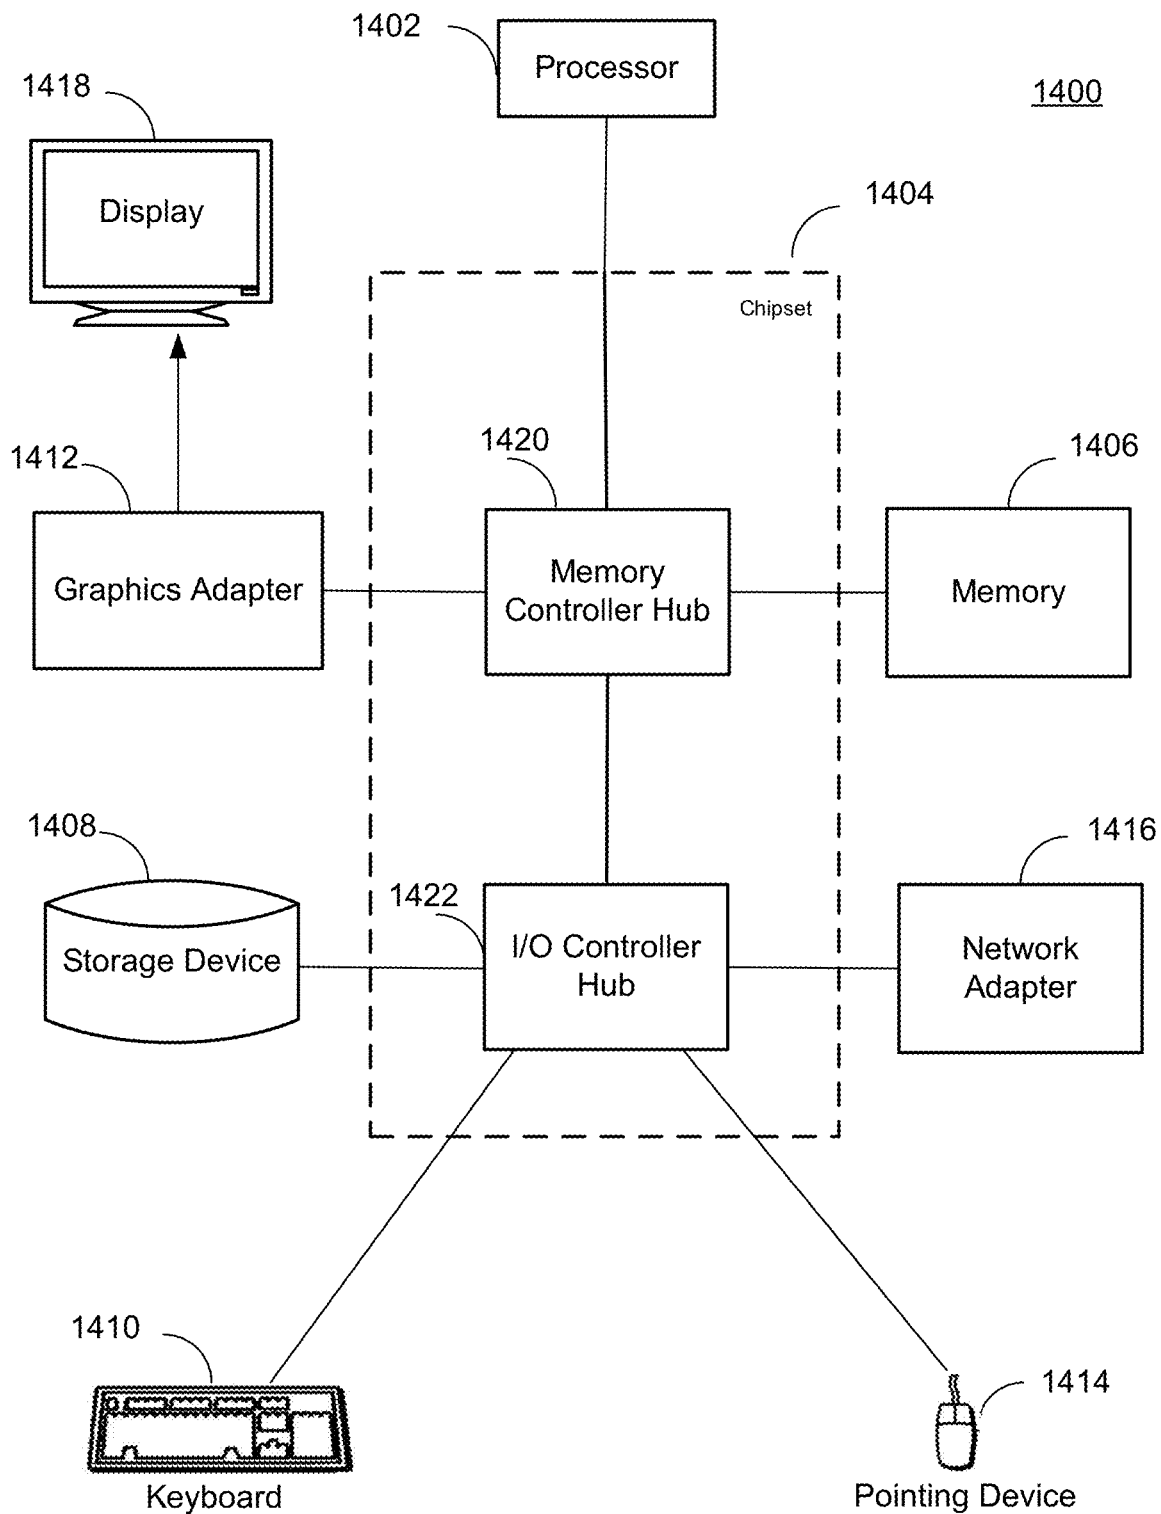 1402
Processor
1400
1418
Display
1404
Chipset
1412
Graphics Adapter
1420
Memory
Controller Hub
1406
Memory
1408
Storage Device
1422
I/O Controller
Hub
1416
Network
Adapter
1410
Keyboard
1414
Pointing Device